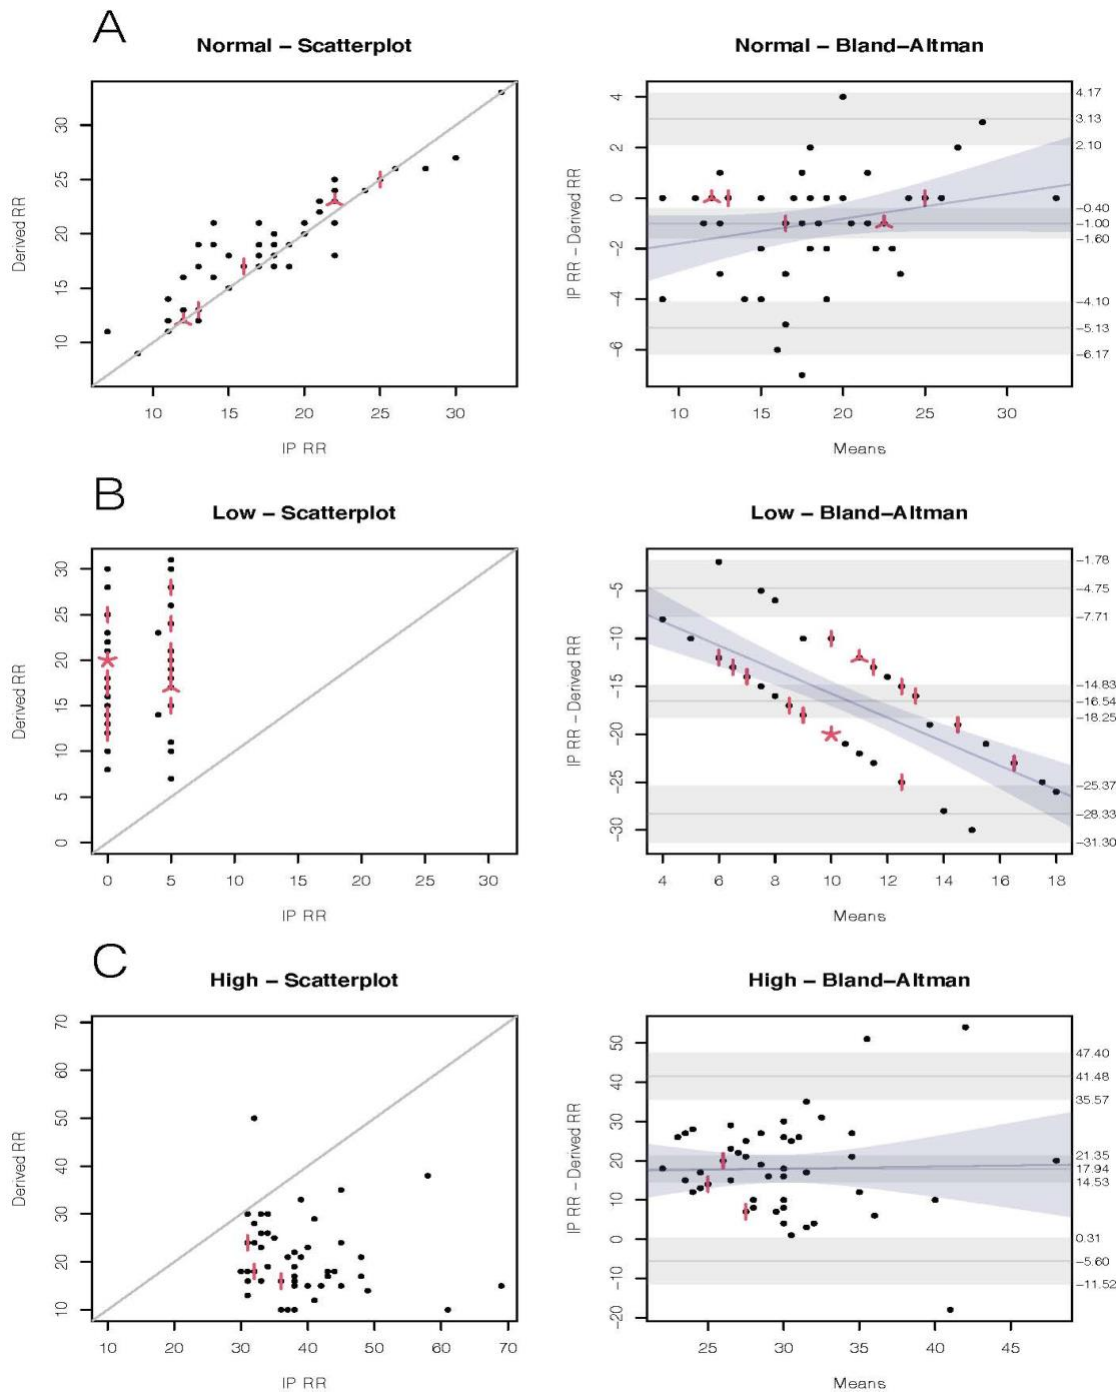 A
Normal – Scatterplot
Derived RR
30
25
20
15
10
10 15 20 25 30
IP RR
Normal – Bland–Altman
IP RR – Derived RR
4
2
0
−2
−4
−6
4.17
3.13
2.10
−0.40
−1.00
−1.60
−4.10
−5.13
−6.17
10 15 20 25 30
Means
B
Low – Scatterplot
Derived RR
30
25
20
15
10
5
0
0 5 10 15 20 25 30
IP RR
Low – Bland–Altman
IP RR – Derived RR
−5
−10
−15
−20
−25
−30
−1.78
−4.75
−7.71
−14.83
−16.54
−18.25
−25.37
−28.33
−31.30
4 6 8 10 12 14 16 18
Means
C
High – Scatterplot
Derived RR
70
60
50
40
30
20
10
10 20 30 40 50 60 70
IP RR
High – Bland–Altman
IP RR – Derived RR
50
40
30
20
10
0
−10
−20
47.40
41.48
35.57
21.35
17.94
14.53
0.31
−5.60
−11.52
25 30 35 40 45
Means